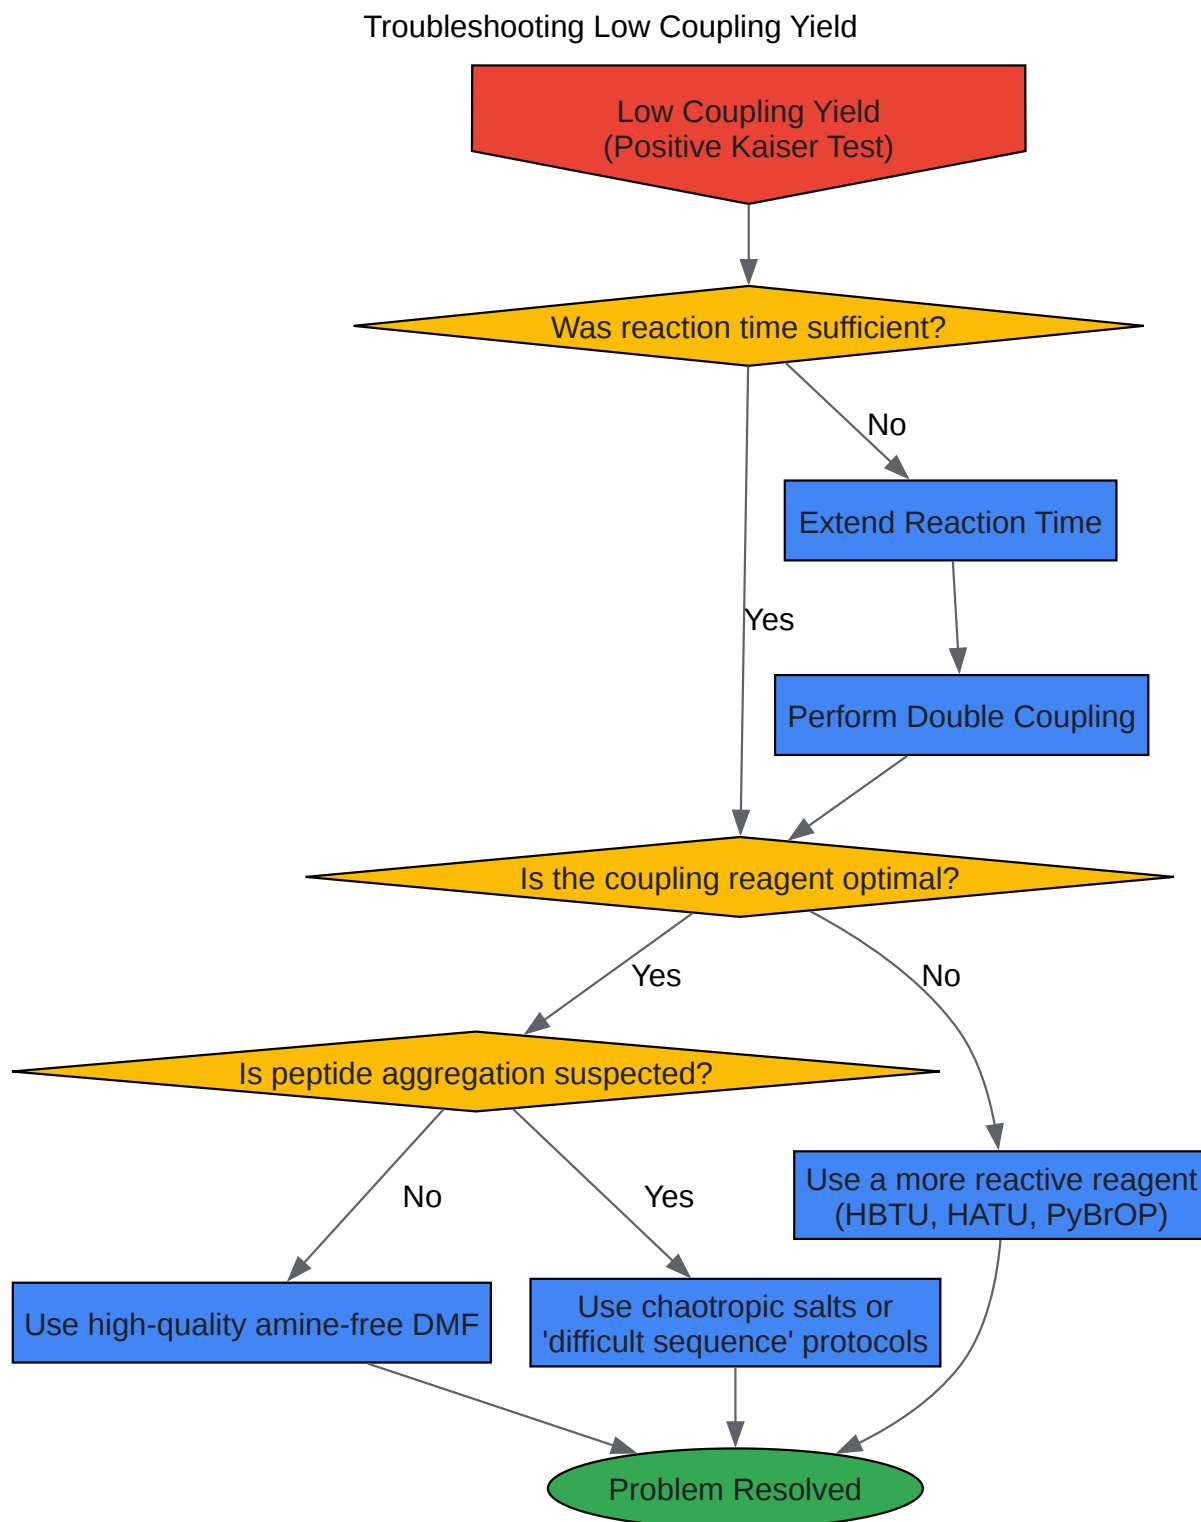 Troubleshooting Low Coupling Yield
Low Coupling Yield
(Positive Kaiser Test)
Was reaction time sufficient?
No
Extend Reaction Time
Yes
Perform Double Coupling
Is the coupling reagent optimal?
Yes
No
Is peptide aggregation suspected?
No
Yes
Use a more reactive reagent
(HBTU, HATU, PyBrOP)
Use high-quality amine-free DMF
Use chaotropic salts or
'difficult sequence' protocols
Problem Resolved